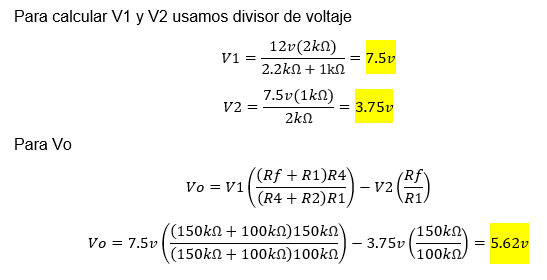 Para calcular V1 y V2 usamos divisor de voltaje
V1 = 12v(2kΩ) / 2.2kΩ + 1kΩ = 7.5v
V2 = 7.5v(1kΩ) / 2kΩ = 3.75v
Para Vo
Vo = V1 ((Rf + R1)R4 / (R4 + R2)R1) − V2 (Rf / R1)
Vo = 7.5v ((150kΩ + 100kΩ)150kΩ / (150kΩ + 100kΩ)100kΩ) − 3.75v (150kΩ / 100kΩ) = 5.62v